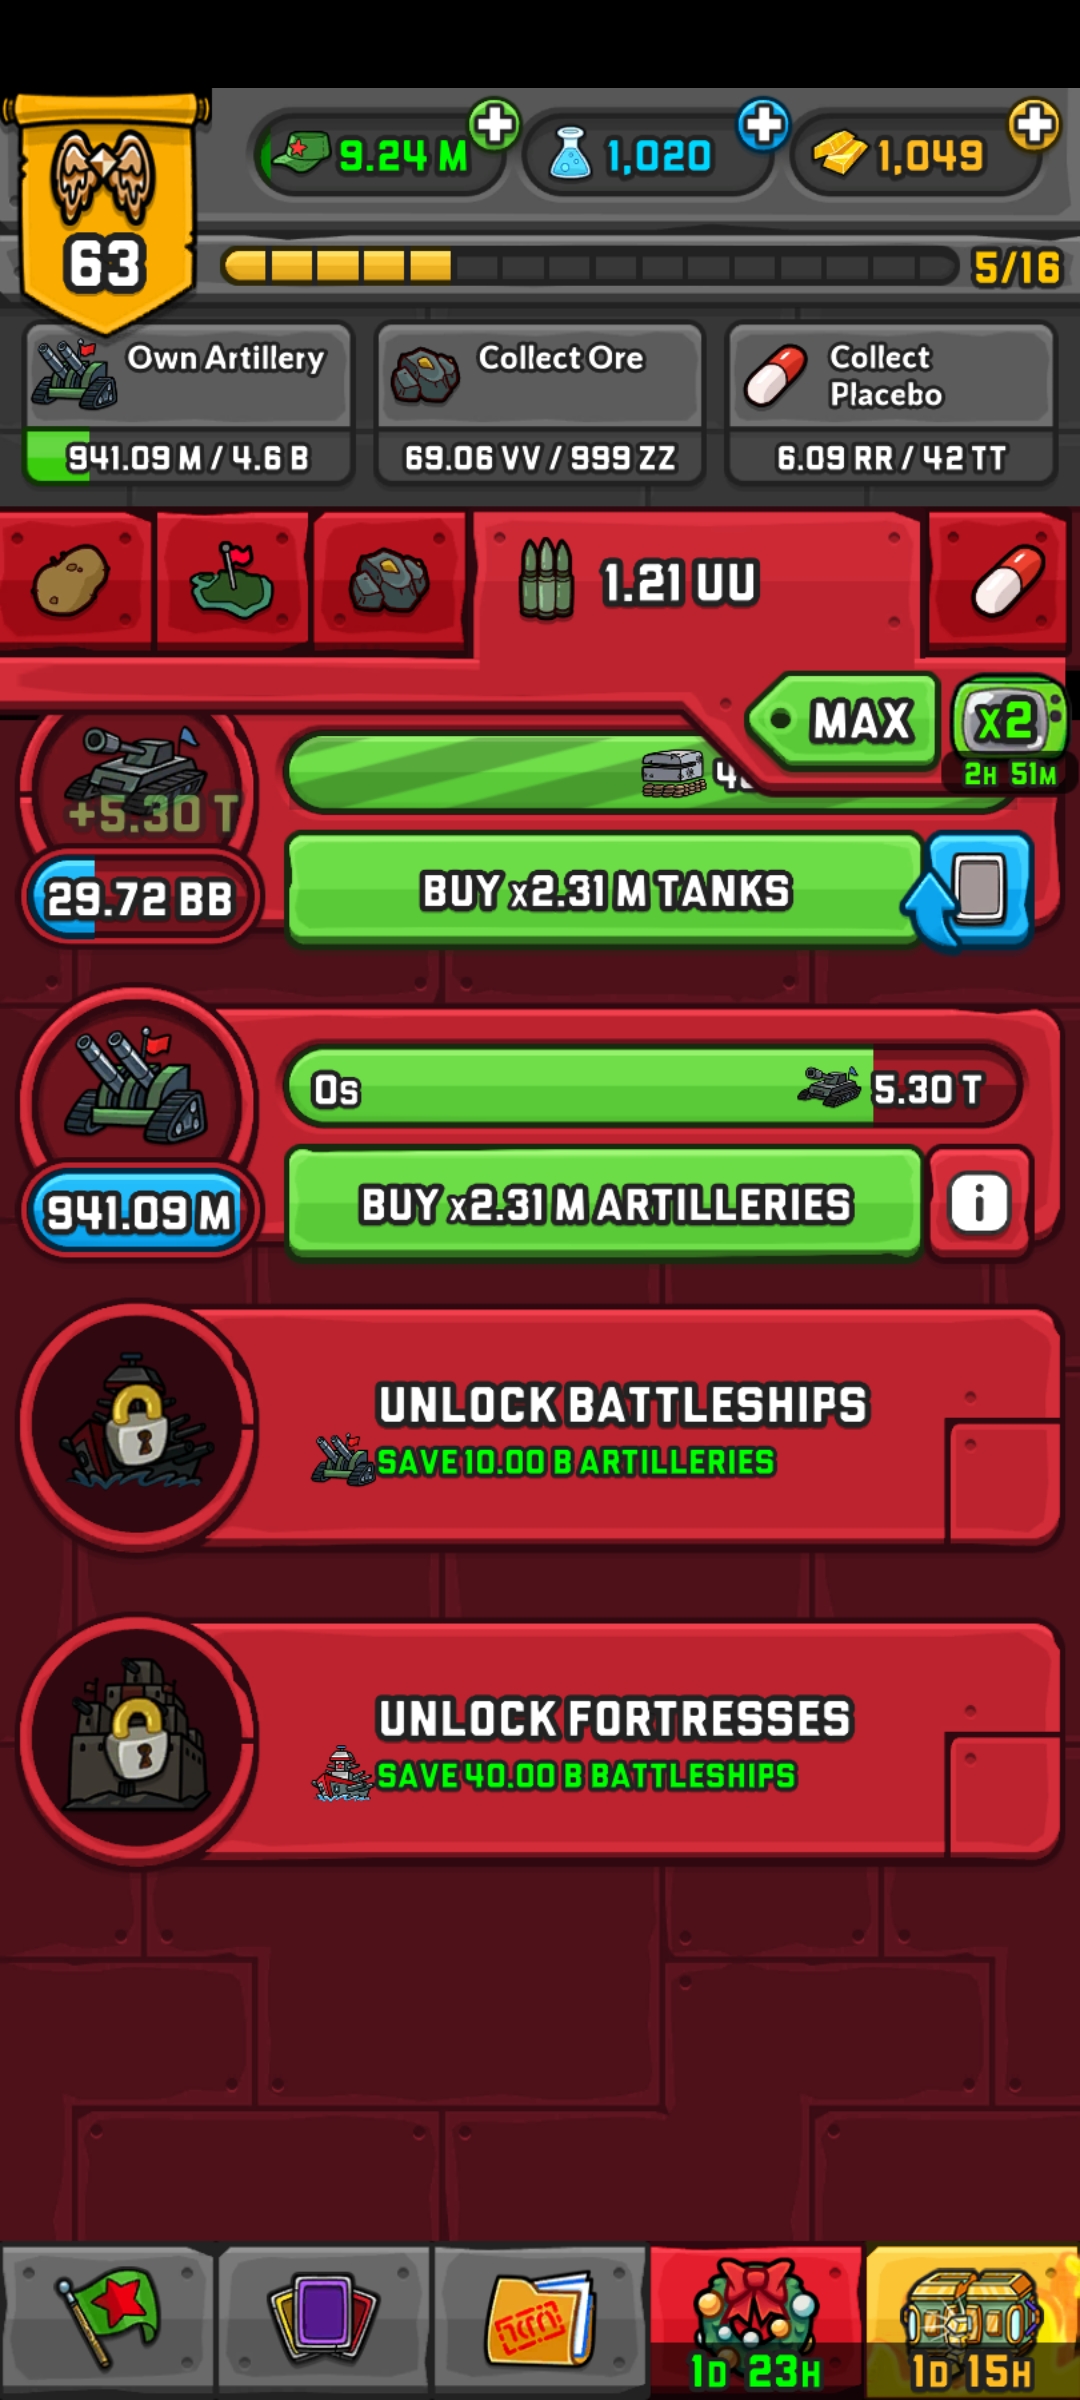 9.24 M
1,020
1,049
63
5/16
Own Artillery
941.09 M / 4.6 B
Collect Ore
69.06 VV / 999 ZZ
Collect
Placebo
6.09 RR / 42 TT
1.21 UU
MAX
x2
2H 51M
+5.30 T
29.72 BB
BUY x2.31 M TANKS
0s
5.30 T
941.09 M
BUY x2.31 M ARTILLERIES
i
UNLOCK BATTLESHIPS
SAVE 10.00 B ARTILLERIES
UNLOCK FORTRESSES
SAVE 40.00 B BATTLESHIPS
1D 23H
1D 15H